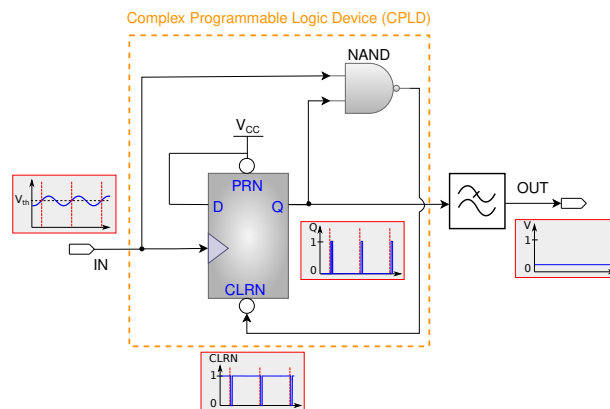 Complex Programmable Logic Device (CPLD)
NAND
VCC
PRN
D
Q
CLRN
Vth
IN
OUT
Q
1
0
V
1
0
CLRN
1
0